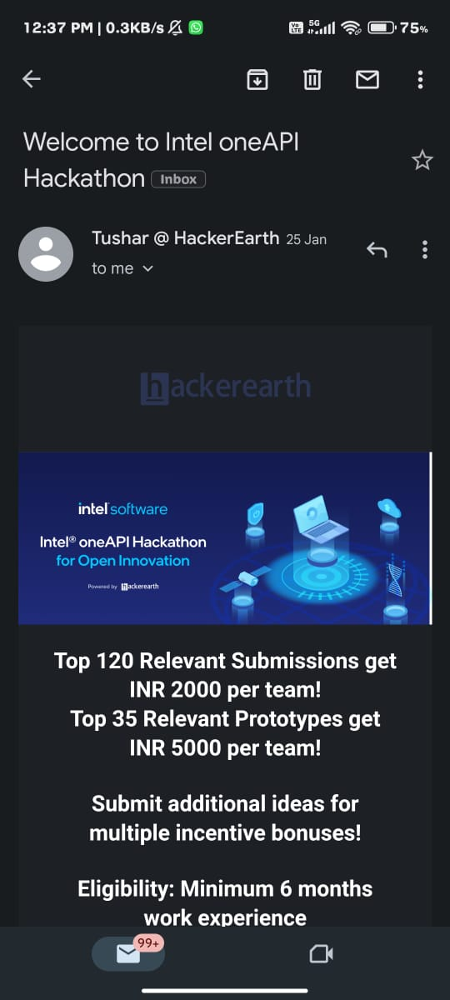 12:37 PM | 0.3KB/s
Vo LTE 5G 75%
Welcome to Intel oneAPI
Hackathon Inbox
Tushar @ HackerEarth 25 Jan
to me
hackerearth
intel software
Intel® oneAPI Hackathon
for Open Innovation
Powered by hackerearth
Top 120 Relevant Submissions get
INR 2000 per team!
Top 35 Relevant Prototypes get
INR 5000 per team!
Submit additional ideas for
multiple incentive bonuses!
Eligibility: Minimum 6 months
work experience
99+